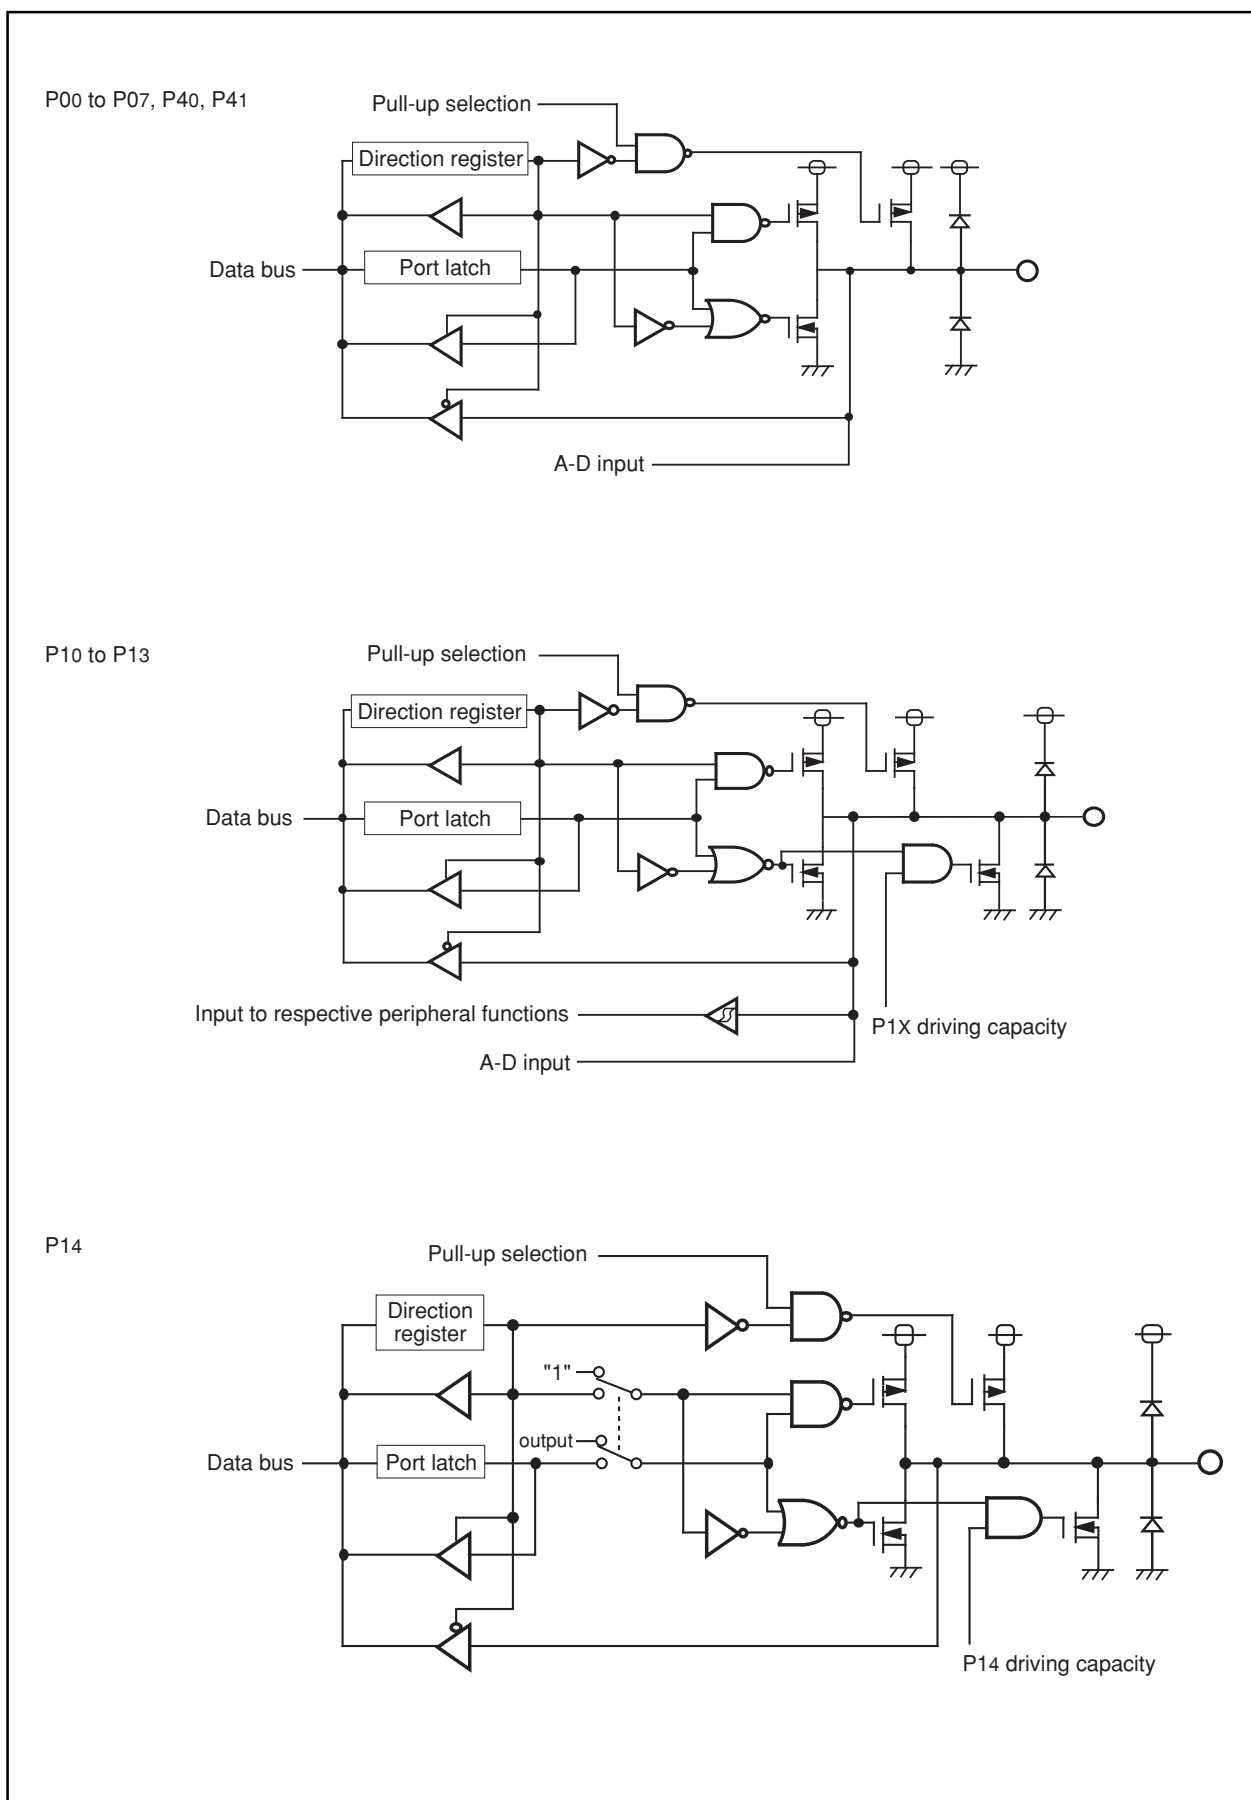 P00 to P07, P40, P41
Pull-up selection
Direction register
Data bus
Port latch
A-D input
P10 to P13
Pull-up selection
Direction register
Data bus
Port latch
Input to respective peripheral functions
P1X driving capacity
A-D input
P14
Pull-up selection
Direction
register
"1"
output
Data bus
Port latch
P14 driving capacity